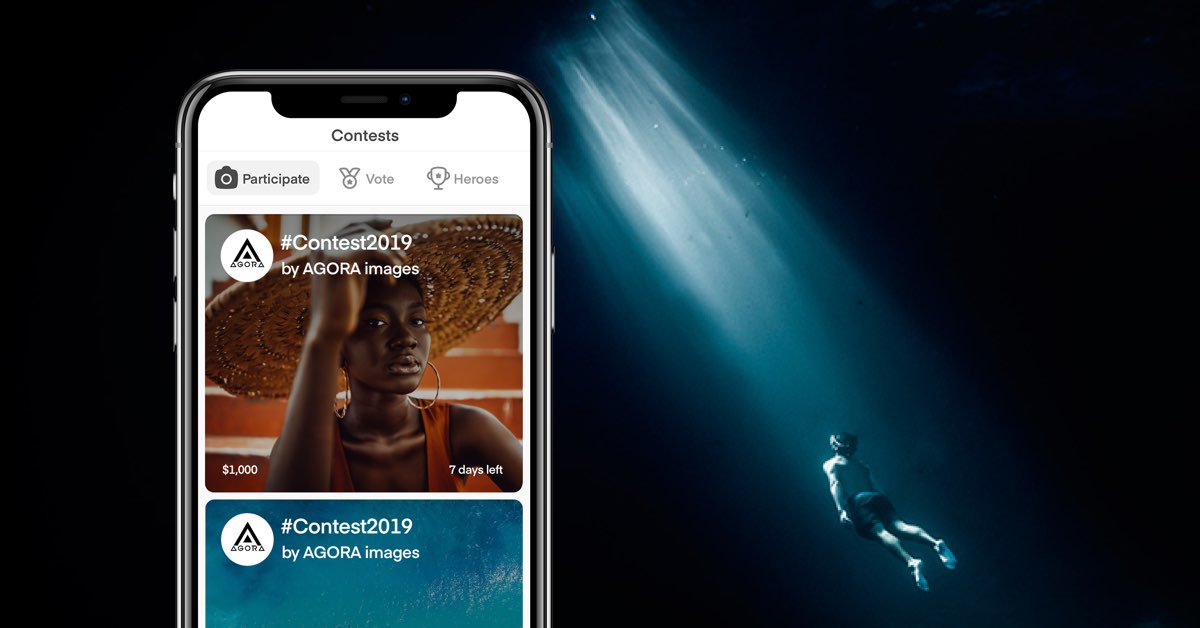 Contests
Participate
Vote
Heroes
AGORA
#Contest2019
by AGORA images
$1,000
7 days left
AGORA
#Contest2019
by AGORA images